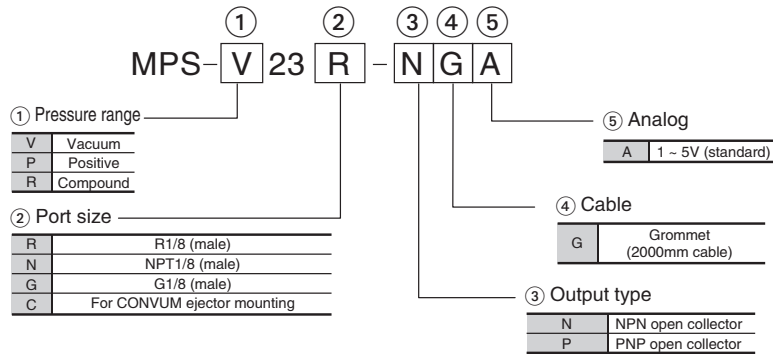 ① ② ③ ④ ⑤
MPS-V 23 R - N G A
① Pressure range
V Vacuum
P Positive
R Compound
② Port size
R R1/8 (male)
N NPT1/8 (male)
G G1/8 (male)
C For CONVUM ejector mounting
⑤ Analog
A 1 ~ 5V (standard)
④ Cable
G Grommet
(2000mm cable)
③ Output type
N NPN open collector
P PNP open collector